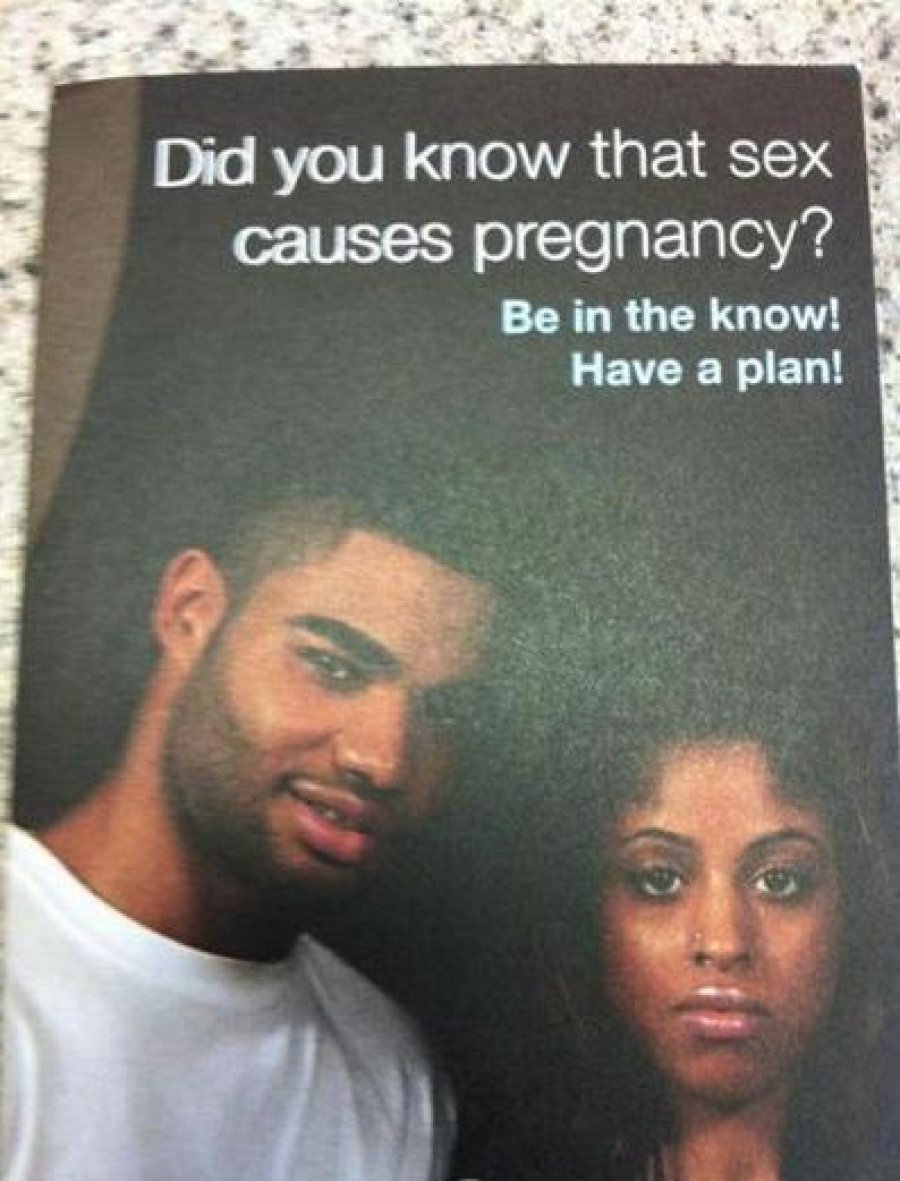 Did you know that sex
causes pregnancy?
Be in the know!
Have a plan!